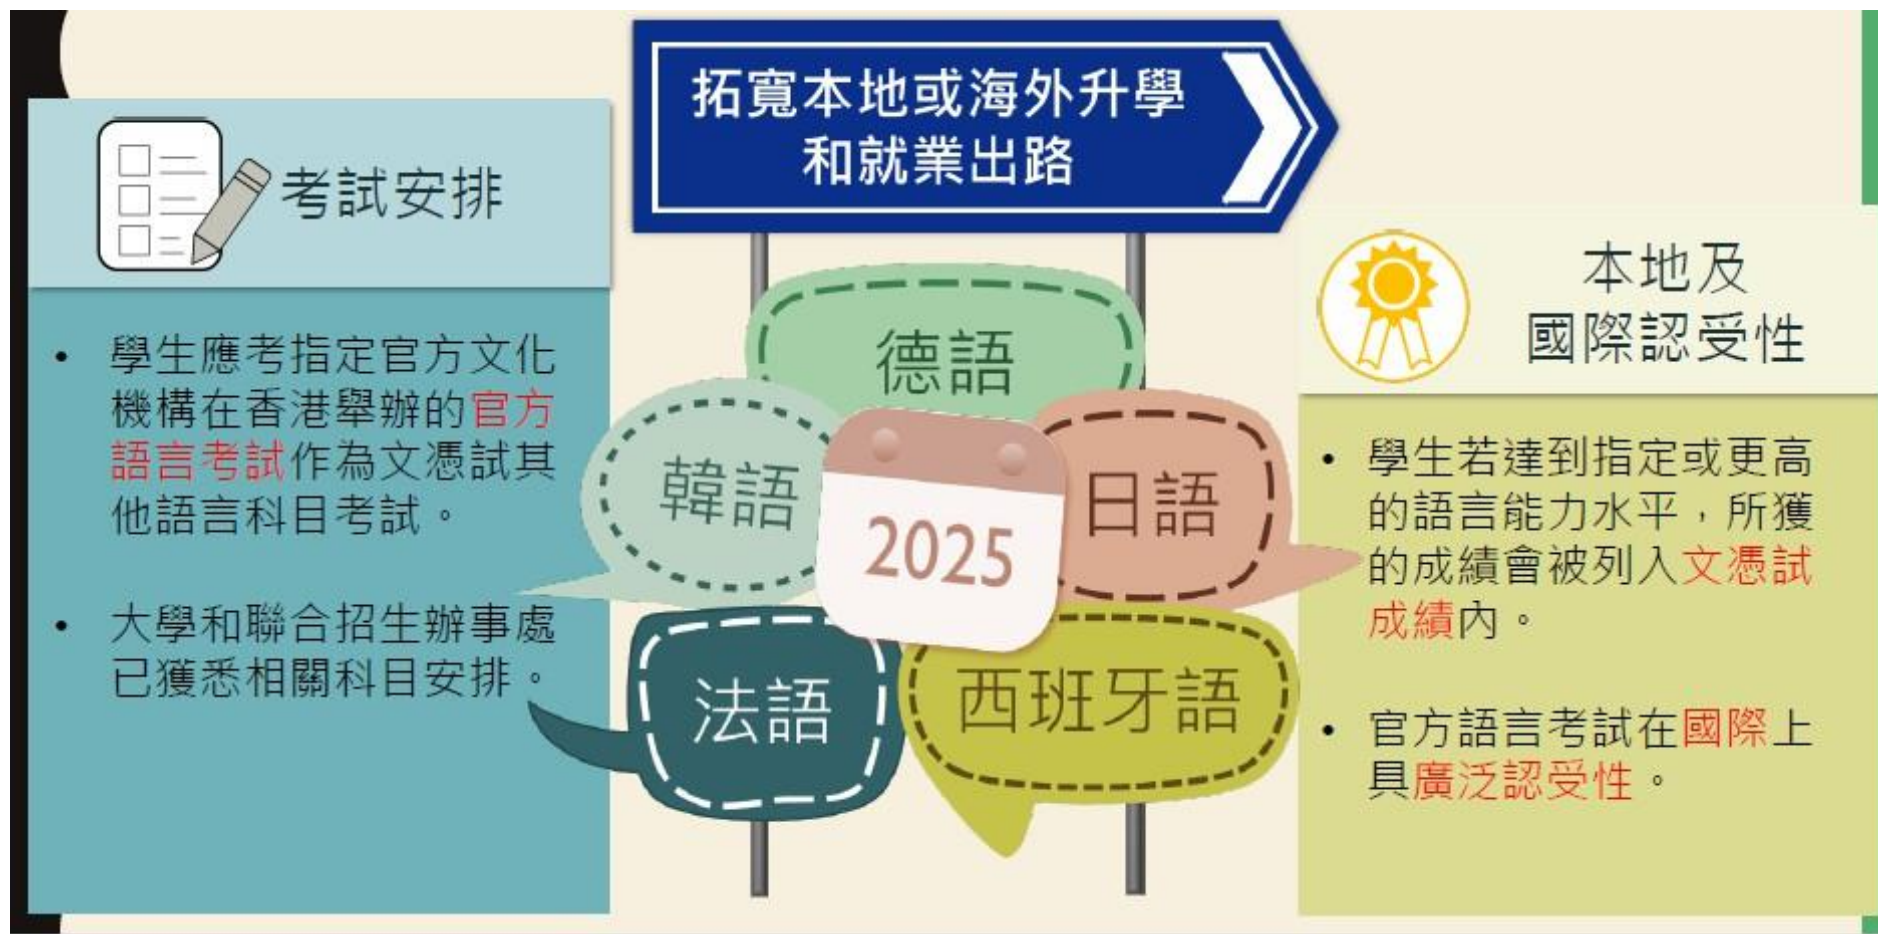 拓寬本地或海外升學
和就業出路
考試安排
• 學生應考指定官方文化
機構在香港舉辦的官方
語言考試作為文憑試其
他語言科目考試。
• 大學和聯合招生辦事處
已獲悉相關科目安排。
德語
韓語
日語
2025
法語
西班牙語
本地及
國際認受性
• 學生若達到指定或更高
的語言能力水平，所獲
的成績會被列入文憑試
成績內。
• 官方語言考試在國際上
具廣泛認受性。